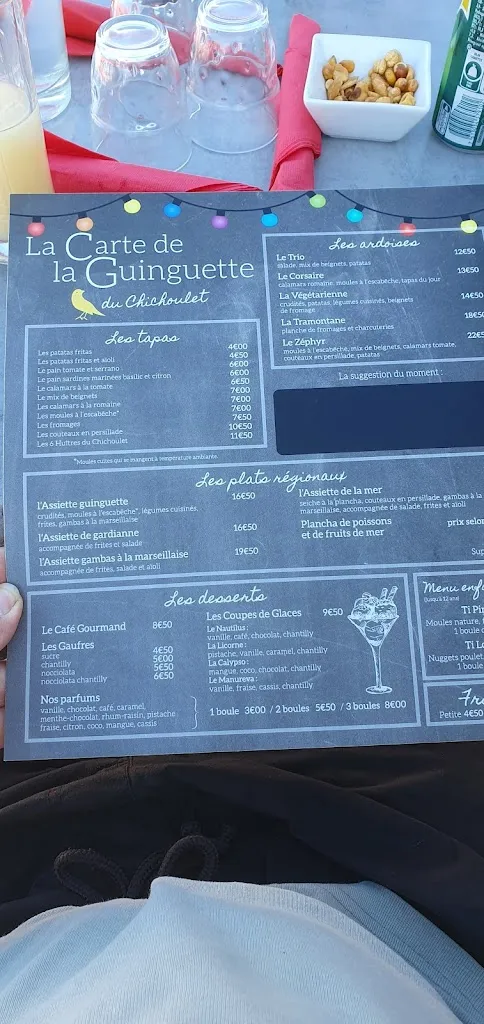 La Carte de
la Guinguette
du Chichoulet
Les tapas
Les patatas fritas 4€00
Les patatas fritas et aïoli 4€50
Le pain tomate et serrano 6€00
Le pain sardines marinées basilic et citron 6€00
Le calamars à la tomate 6€50
Le mix de beignets 7€00
Les calamars à la romaine 7€00
Les moules à l'escabèche* 7€00
Les fromages 7€50
Les couteaux en persillade 10€50
Les 6 Huîtres du Chichoulet 11€50
*Moules cuites qui se mangent à température ambiante
Les ardoises
Le Trio 12€50
salade, mix de beignets, patatas
Le Corsaire 13€50
calamars romaine, moules à l'escabèche, tapas du jour
La Végétarienne 14€50
crudités, patatas, légumes cuisinés, beignets
de fromage
La Tramontane 18€50
planche de fromages et charcuteries
Le Zéphyr 22€5
moules à l'escabèche, mix de beignets, calamars tomate,
couteaux en persillade, patatas
La suggestion du moment :
Les plats régionaux
l'Assiette guinguette 16€50
crudités, moules à l'escabèche*, légumes cuisinés,
frites, gambas à la marseillaise
l'Assiette de gardianne 16€50
accompagnée de frites et salade
l'Assiette gambas à la marseillaise 19€50
accompagnée de frites, salade et aïoli
l'Assiette de la mer
seiche à la plancha, couteaux en persillade, gambas à la
marseillaise, accompagnée de salade, frites et aïoli
Plancha de poissons
et de fruits de mer prix selon
Les desserts
Le Café Gourmand 8€50
Les Gaufres
sucre 4€50
chantilly 5€00
nocciolata 5€50
nocciolata chantilly 6€50
Nos parfums
vanille, chocolat, café, caramel,
menthe-chocolat, rhum-raisin, pistache
fraise, citron, coco, mangue, cassis
Les Coupes de Glaces 9€50
Le Nautilus :
vanille, café, chocolat, chantilly
La Licorne :
pistache, vanille, caramel, chantilly
La Calypso :
mangue, coco, chocolat, chantilly
Le Manureva :
vanille, fraise, cassis, chantilly
1 boule 3€00 / 2 boules 5€50 / 3 boules 8€00
Menu enfa
(Jusqu'à 12 ans)
Ti Pi
Moules nature, f
1 boule
Ti L
Nuggets poulet,
1 boule
Petite 4€50